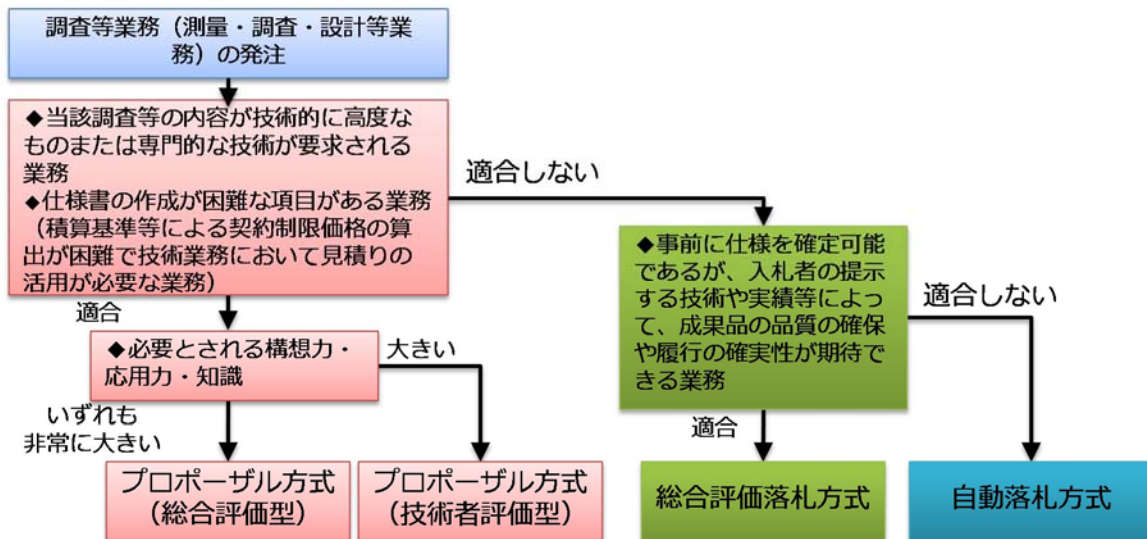 調査等業務（測量・調査・設計等業
務）の発注
◆当該調査等の内容が技術的に高度な
ものまたは専門的な技術が要求される
業務
◆仕様書の作成が困難な項目がある業務
（積算基準等による契約制限価格の算
出が困難で技術業務において見積りの
活用が必要な業務）
適合しない
適合
◆事前に仕様を確定可能
であるが、入札者の提示
する技術や実績等によっ
て、成果品の品質の確保
や履行の確実性が期待で
きる業務
適合しない
◆必要とされる構想力・
応用力・知識
大きい
いずれも
非常に大きい
適合
プロポーザル方式
（総合評価型）
プロポーザル方式
（技術者評価型）
総合評価落札方式
自動落札方式